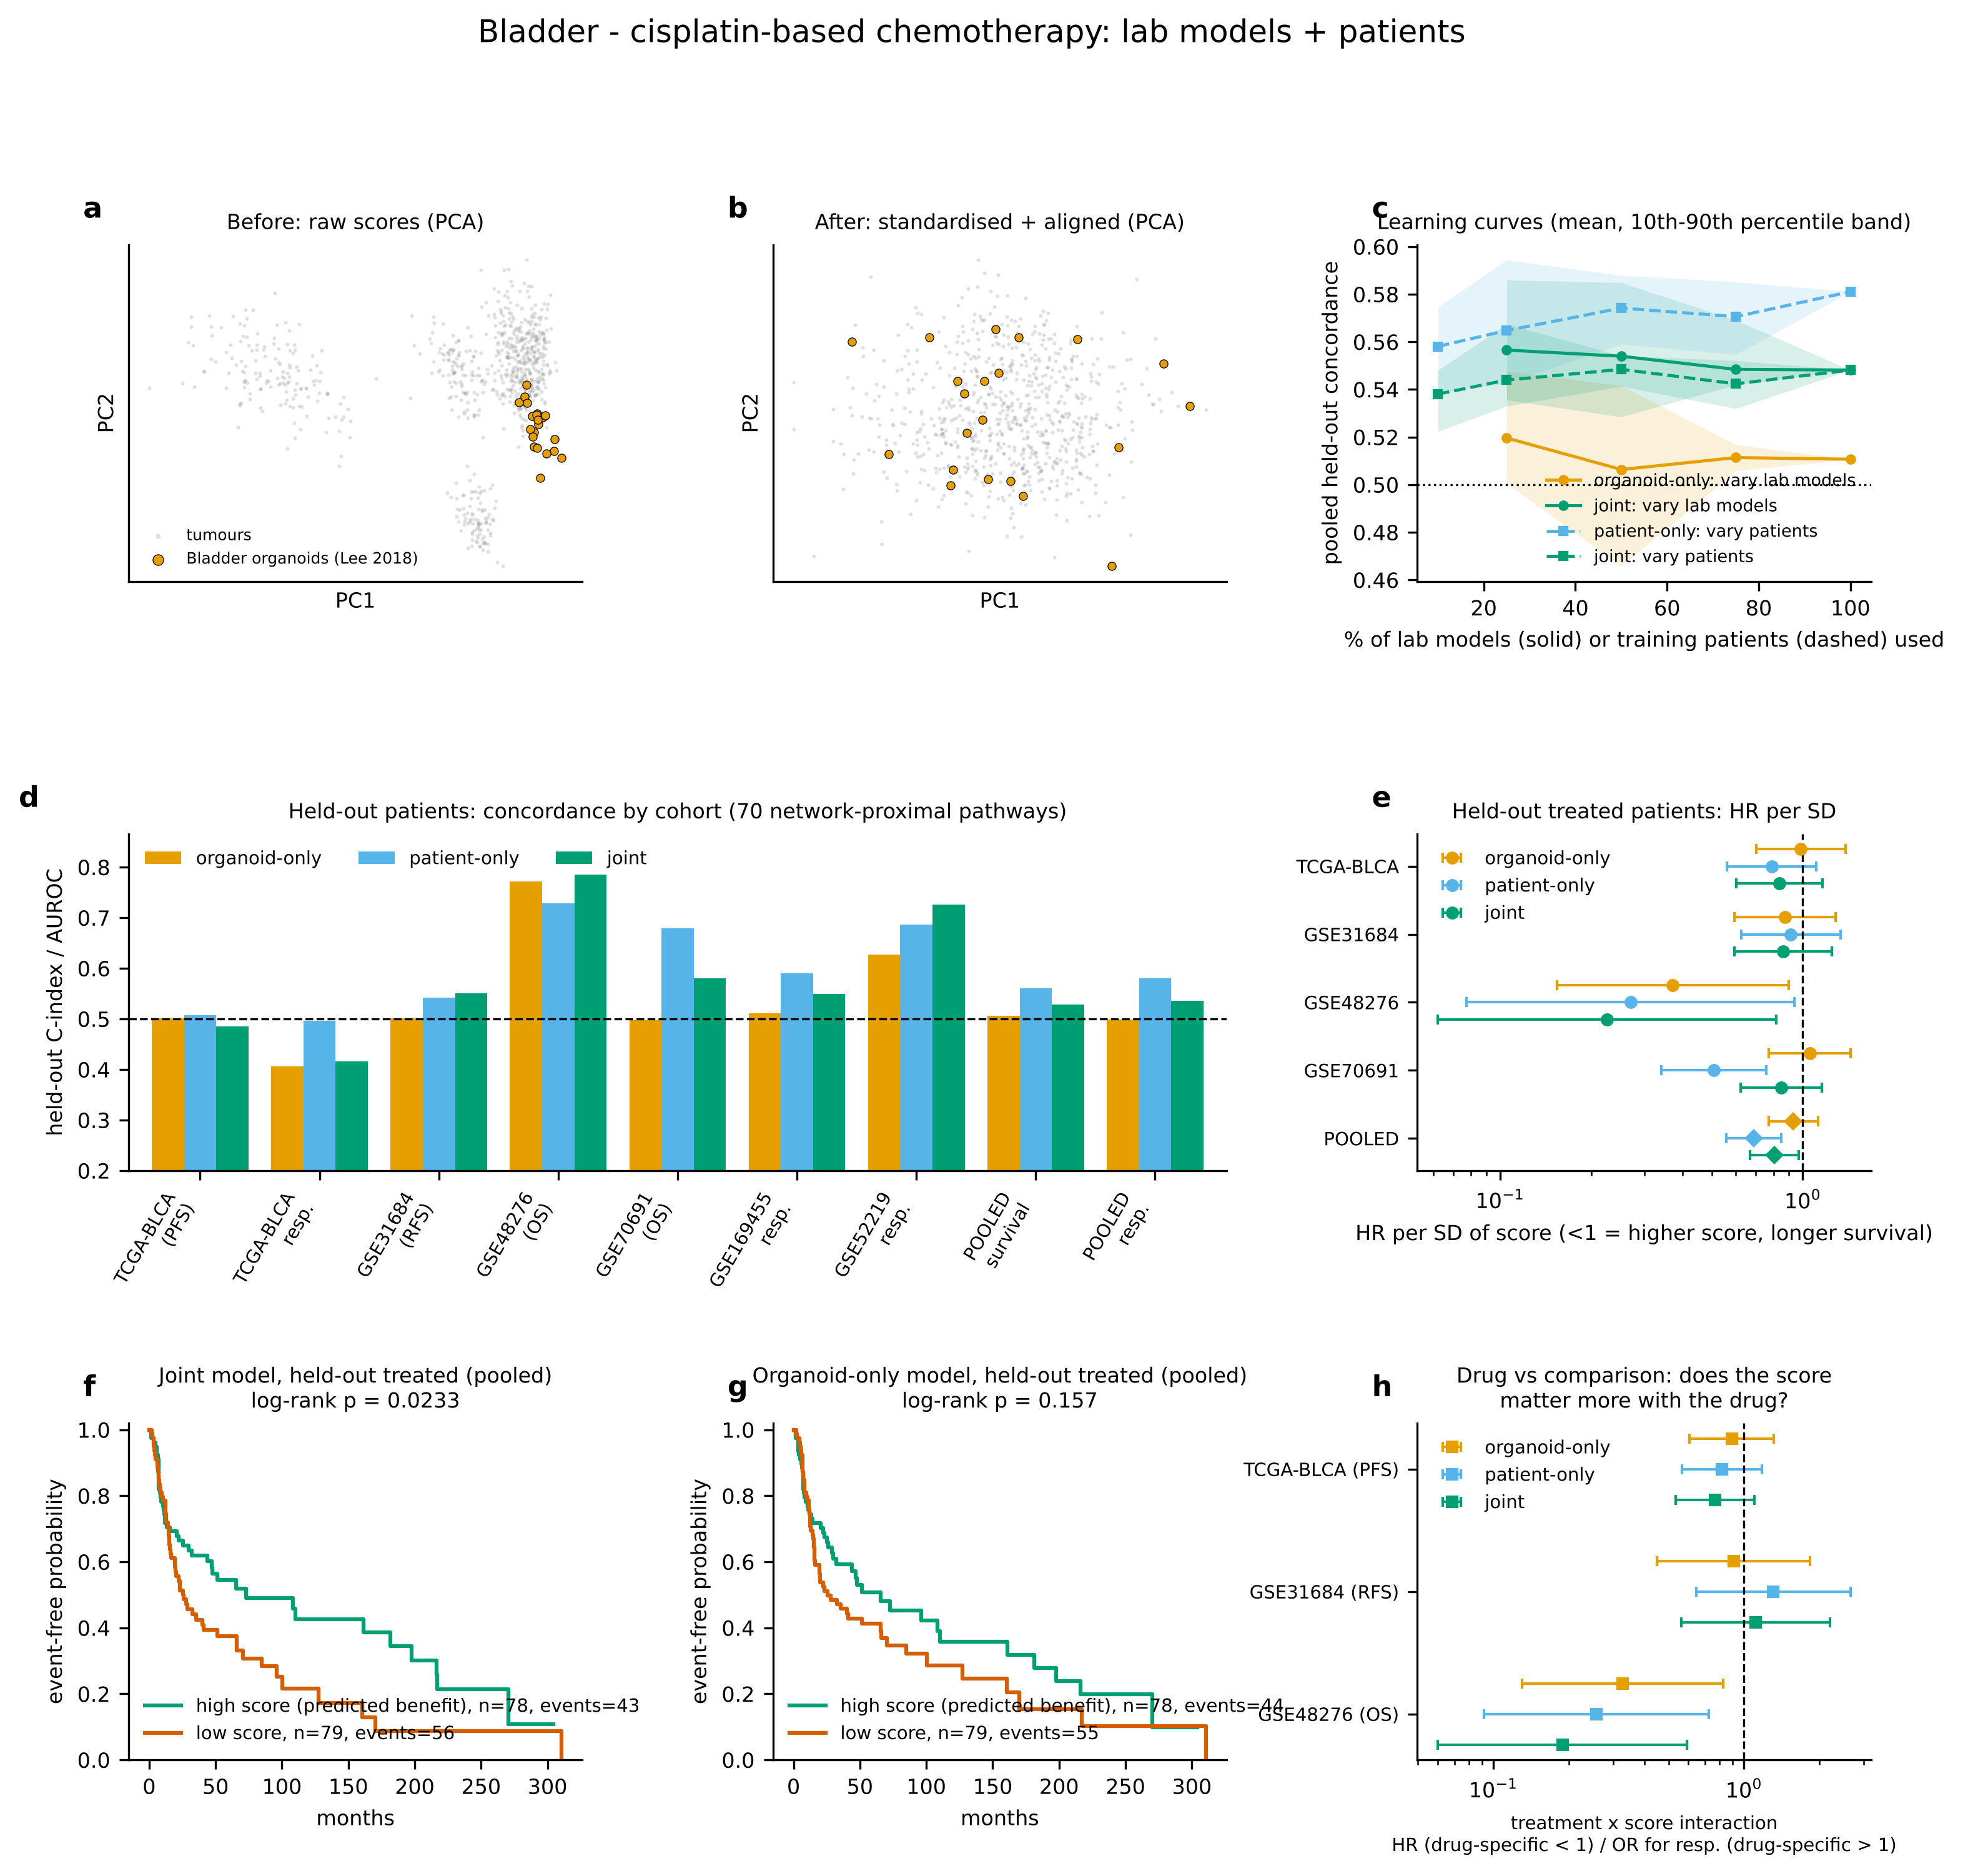 Bladder - cisplatin-based chemotherapy: lab models + patients
a
Before: raw scores (PCA)
PC2
tumours
Bladder organoids (Lee 2018)
PC1
b
After: standardised + aligned (PCA)
PC2
PC1
c
Learning curves (mean, 10th-90th percentile band)
pooled held-out concordance
0.60
0.58
0.56
0.54
0.52
0.50
0.48
0.46
organoid-only: vary lab models
joint: vary lab models
patient-only: vary patients
joint: vary patients
20 40 60 80 100
% of lab models (solid) or training patients (dashed) used
d
Held-out patients: concordance by cohort (70 network-proximal pathways)
held-out C-index / AUROC
0.8
0.7
0.6
0.5
0.4
0.3
0.2
organoid-only patient-only joint
TCGA-BLCA
(PFS)
TCGA-BLCA
resp.
GSE31684
(RFS)
GSE48276
(OS)
GSE70691
(OS)
GSE169455
resp.
GSE52219
resp.
POOLED
survival
POOLED
resp.
e
Held-out treated patients: HR per SD
organoid-only
patient-only
joint
TCGA-BLCA
GSE31684
GSE48276
GSE70691
POOLED
10⁻¹ 10⁰
HR per SD of score (<1 = higher score, longer survival)
f
Joint model, held-out treated (pooled)
log-rank p = 0.0233
event-free probability
1.0
0.8
0.6
0.4
0.2
0.0
high score (predicted benefit), n=78, events=43
low score, n=79, events=56
0 50 100 150 200 250 300
months
g
Organoid-only model, held-out treated (pooled)
log-rank p = 0.157
event-free probability
1.0
0.8
0.6
0.4
0.2
0.0
high score (predicted benefit), n=78, events=44
low score, n=79, events=55
0 50 100 150 200 250 300
months
h
Drug vs comparison: does the score
matter more with the drug?
organoid-only
patient-only
joint
TCGA-BLCA (PFS)
GSE31684 (RFS)
GSE48276 (OS)
10⁻¹ 10⁰
treatment x score interaction
HR (drug-specific < 1) / OR for resp. (drug-specific > 1)